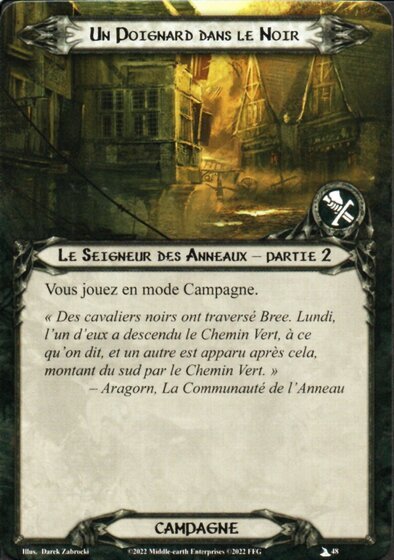 Un Poignard dans le Noir
Le Seigneur des Anneaux – partie 2
Vous jouez en mode Campagne.
« Des cavaliers noirs ont traversé Bree. Lundi,
l'un d'eux a descendu le Chemin Vert, à ce
qu'on dit, et un autre est apparu après cela,
montant du sud par le Chemin Vert. »
– Aragorn, La Communauté de l'Anneau
CAMPAGNE
Illus. Darek Zabrocki ©2022 Middle-earth Enterprises ©2022 FFG 48